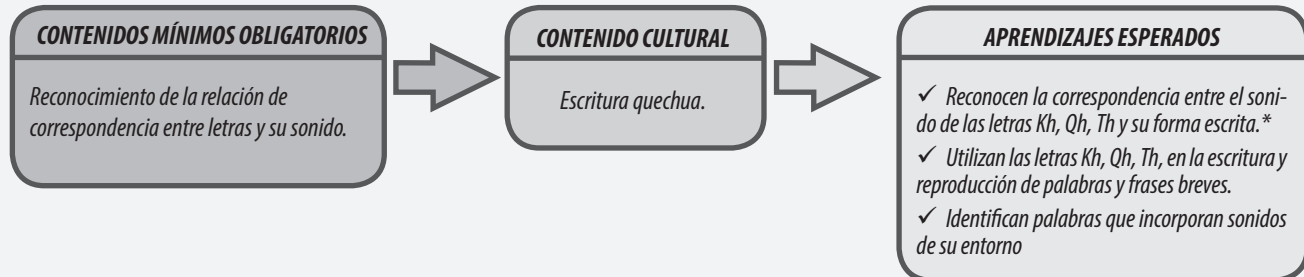 CONTENIDOS MÍNIMOS OBLIGATORIOS
Reconocimiento de la relación de
correspondencia entre letras y su sonido.
CONTENIDO CULTURAL
Escritura quechua.
APRENDIZAJES ESPERADOS
✓ Reconocen la correspondencia entre el soni-
do de las letras Kh, Qh, Th y su forma escrita.*
✓ Utilizan las letras Kh, Qh, Th, en la escritura y
reproducción de palabras y frases breves.
✓ Identifican palabras que incorporan sonidos
de su entorno